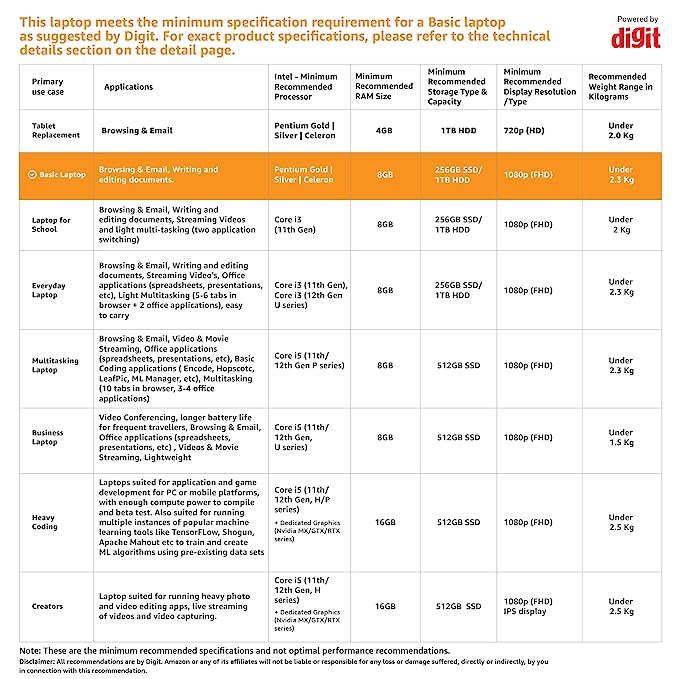 This laptop meets the minimum specification requirement for a Basic laptop
as suggested by Digit. For exact product specifications, please refer to the technical
details section on the detail page.
Powered by
digit
Primary
use case
Applications
Intel - Minimum
Recommended
Processor
Minimum
Recommended
RAM Size
Minimum
Recommended
Storage Type &
Capacity
Minimum
Recommended
Display Resolution
/Type
Recommended
Weight Range in
Kilograms
Tablet
Replacement
Browsing & Email
Pentium Gold |
Silver | Celeron
4GB
1TB HDD
720p (HD)
Under
2.0 Kg
Basic Laptop
Browsing & Email, Writing and
editing documents.
Pentium Gold |
Silver | Celeron
8GB
256GB SSD/
1TB HDD
1080p (FHD)
Under
2.3 Kg
Laptop for
School
Browsing & Email, Writing and
editing documents, Streaming Videos
and light multi-tasking (two application
switching)
Core i3
(11th Gen)
8GB
256GB SSD/
1TB HDD
1080p (FHD)
Under
2 Kg
Everyday
Laptop
Browsing & Email, Writing and editing
documents, Streaming Video's, Office
applications (spreadsheets, presentations,
etc), Light Multitasking (5-6 tabs in
browser + 2 office applications), easy
to carry
Core i3 (11th Gen),
Core i3 (12th Gen
U series)
8GB
256GB SSD/
1TB HDD
1080p (FHD)
Under
2.3 Kg
Multitasking
Laptop
Browsing & Email, Video & Movie
Streaming, Office applications
(spreadsheets, presentations, etc), Basic
Coding applications ( Encode, Hopscotc,
LeafPic, ML Manager, etc), Multitasking
(10 tabs in browser, 3-4 office
applications)
Core i5 (11th/
12th Gen P series)
8GB
512GB SSD
1080p (FHD)
Under
2.3 Kg
Business
Laptop
Video Conferencing, longer battery life
for frequent travellers, Browsing & Email,
Office applications (spreadsheets,
presentations, etc) , Videos & Movie
Streaming, Lightweight
Core i5 (11th/
12th Gen,
U series)
8GB
512GB SSD
1080p (FHD)
Under
1.5 Kg
Heavy
Coding
Laptops suited for application and game
development for PC or mobile platforms,
with enough compute power to compile
and beta test. Also suited for running
multiple instances of popular machine
learning tools like TensorFLow, Shogun,
Apache Mahout etc to train and create
ML algorithms using pre-existing data sets
Core i5 (11th/
12th Gen, H/P
series)
+ Dedicated Graphics
(Nvidia MX/GTX/RTX
series)
16GB
512GB SSD
1080p (FHD)
Under
2.5 Kg
Creators
Laptop suited for running heavy photo
and video editing apps, live streaming
of videos and video capturing.
Core i5 (11th/
12th Gen, H
series)
+ Dedicated Graphics
(Nvidia MX/GTX/RTX
series)
16GB
512GB SSD
1080p (FHD)
IPS display
Under
2.5 Kg
Note: These are the minimum recommended specifications and not optimal performance recommendations.
Disclaimer: All recommendations are by Digit. Amazon or any of its affiliates will not be liable or responsible for any loss or damage suffered, directly or indirectly, by you
in connection with this recommendation.